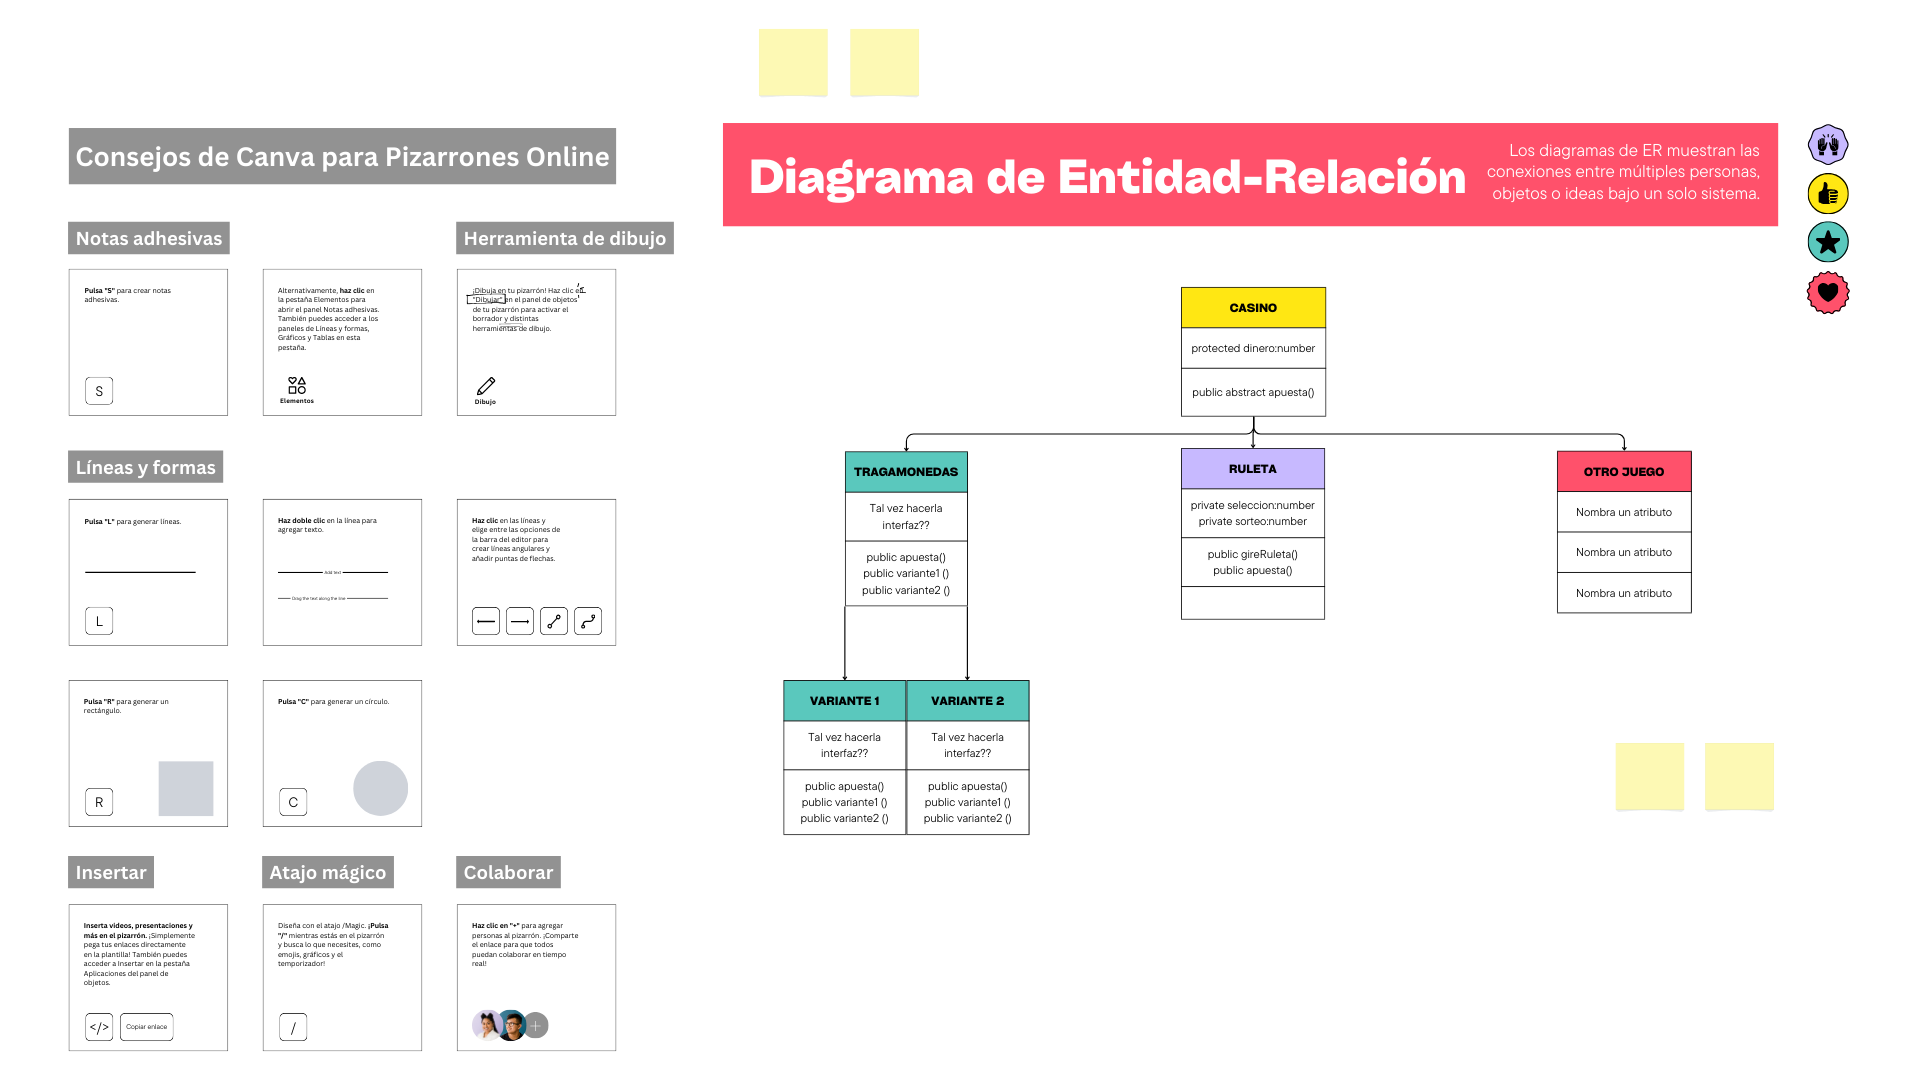 Consejos de Canva para Pizarrones Online
Notas adhesivas
Pulsa "S" para crear notas
adhesivas.
S
Alternativamente, haz clic en
la pestaña Elementos para
abrir el panel Notas adhesivas.
También puedes acceder a los
paneles de Líneas y formas,
Gráficos y Tablas en esta
pestaña.
Elementos
Herramienta de dibujo
¡Dibuja en tu pizarrón! Haz clic en
"Dibujar" en el panel de objetos
de tu pizarrón para activar el
borrador y distintas
herramientas de dibujo.
Dibujo
Líneas y formas
Pulsa "L" para generar líneas.
L
Haz doble clic en la línea para
agregar texto.
Add text
Drag the text along the line
Haz clic en las líneas y
elige entre las opciones de
la barra del editor para
crear líneas angulares y
añadir puntas de flechas.
Pulsa "R" para generar un
rectángulo.
R
Pulsa "C" para generar un círculo.
C
Insertar
Inserta videos, presentaciones y
más en el pizarrón. ¡Simplemente
pega tus enlaces directamente
en la plantilla! También puedes
acceder a Insertar en la pestaña
Aplicaciones del panel de
objetos.
</>
Copiar enlace
Atajo mágico
Diseña con el atajo /Magic. ¡Pulsa
"/" mientras estás en el pizarrón
y busca lo que necesites, como
emojis, gráficos y el
temporizador!
/
Colaborar
Haz clic en "+" para agregar
personas al pizarrón. ¡Comparte
el enlace para que todos
puedan colaborar en tiempo
real!
Diagrama de Entidad-Relación
Los diagramas de ER muestran las
conexiones entre múltiples personas,
objetos o ideas bajo un solo sistema.
CASINO
protected dinero:number
public abstract apuesta()
TRAGAMONEDAS
Tal vez hacerla
interfaz??
public apuesta()
public variante1 ()
public variante2 ()
RULETA
private seleccion:number
private sorteo:number
public gireRuleta()
public apuesta()
OTRO JUEGO
Nombra un atributo
Nombra un atributo
Nombra un atributo
VARIANTE 1
Tal vez hacerla
interfaz??
public apuesta()
public variante1 ()
public variante2 ()
VARIANTE 2
Tal vez hacerla
interfaz??
public apuesta()
public variante1 ()
public variante2 ()